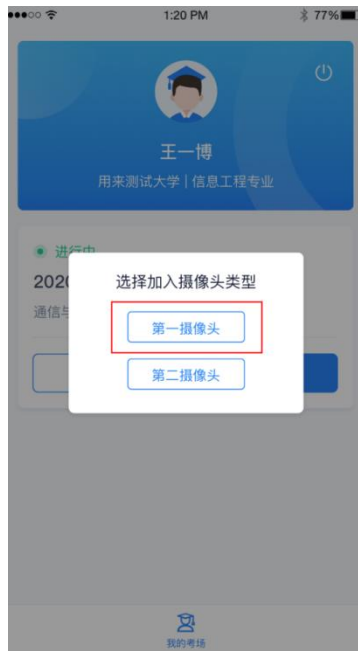 1:20 PM
77%
王一博
用来测试大学 | 信息工程专业
进行中
2020
通信与
选择加入摄像头类型
第一摄像头
第二摄像头
我的考场